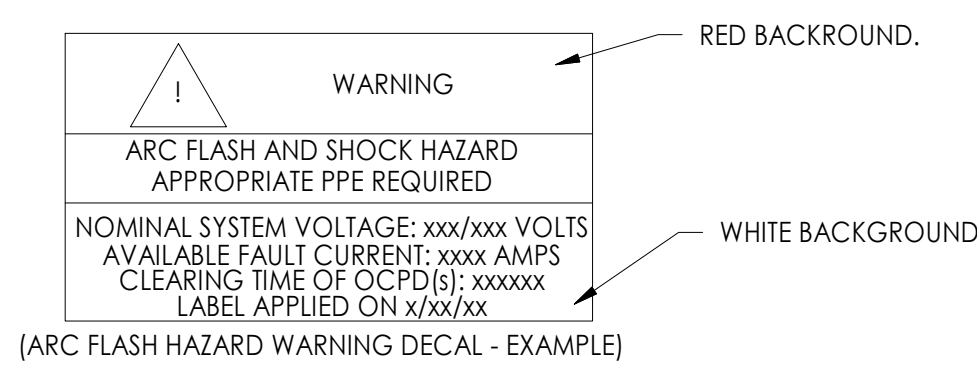 RED BACKROUND.
!
WARNING
ARC FLASH AND SHOCK HAZARD
APPROPRIATE PPE REQUIRED
NOMINAL SYSTEM VOLTAGE: xxx/xxx VOLTS
AVAILABLE FAULT CURRENT: xxxx AMPS
CLEARING TIME OF OCPD(s): xxxxxx
LABEL APPLIED ON x/xx/xx
WHITE BACKGROUND
(ARC FLASH HAZARD WARNING DECAL - EXAMPLE)